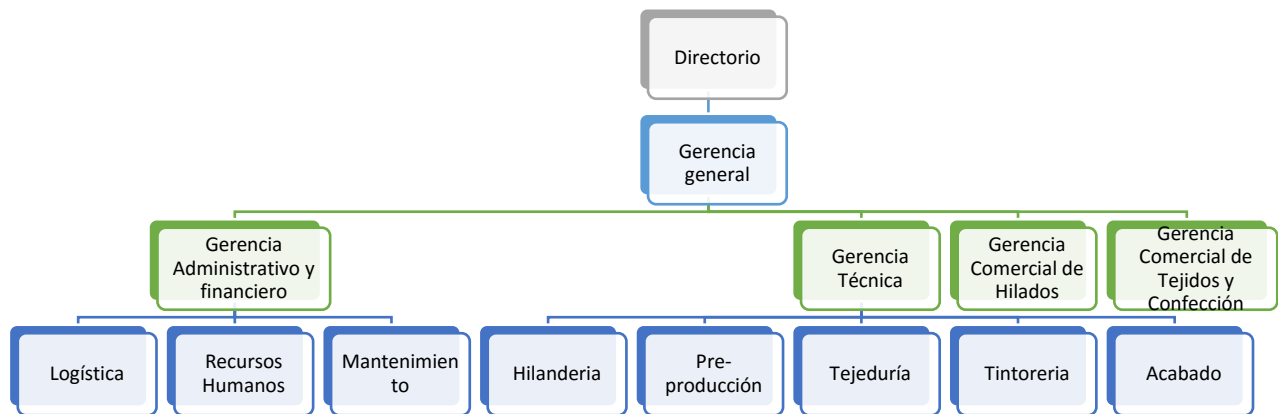 Directorio
Gerencia
general
Gerencia
Administrativo y
financiero
Gerencia
Técnica
Gerencia
Comercial de
Hilados
Gerencia
Comercial de
Tejidos y
Confección
Logística
Recursos
Humanos
Mantenimien
to
Hilanderia
Pre-
producción
Tejeduría
Tintoreria
Acabado